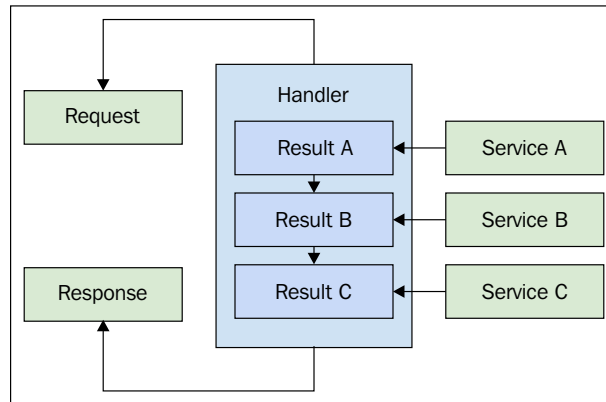 Handler
Request
Result A
Service A
Result B
Service B
Response
Result C
Service C